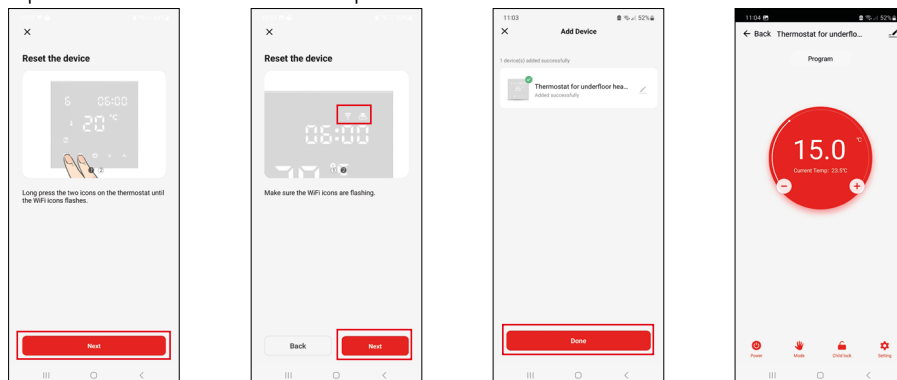 Reset the device
6 06:00
20 °C
Long press the two icons on the thermostat until
the WiFi icons flashes.
Next
Reset the device
06:00
Make sure the WiFi icons are flashing.
Back Next
11:03 52%
Add Device
1 device(s) added successfully
Thermostat for underfloor hea...
Added successfully
Done
11:04 52%
Back Thermostat for underflo...
Program
15.0 °C
Current Temp: 23.5°C
Power Mode Child lock Setting